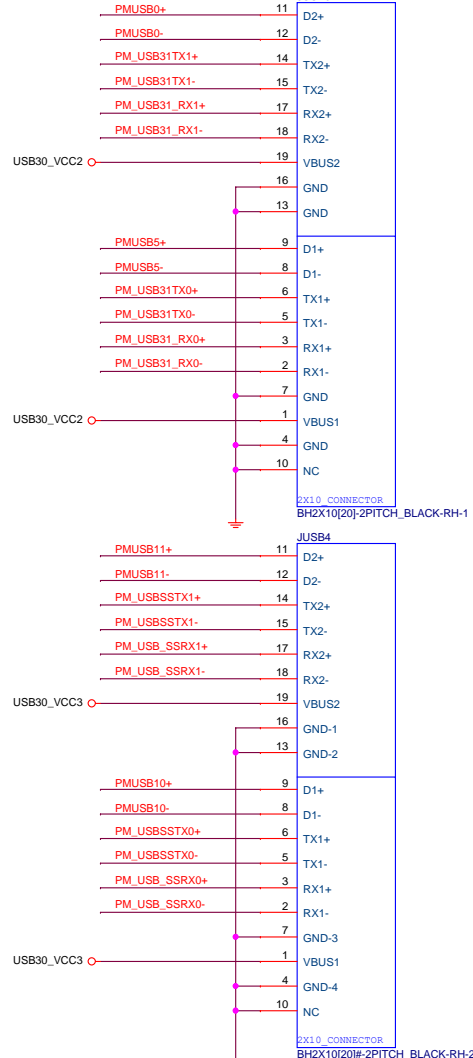 PMUSB0+ 11 D2+
PMUSB0- 12 D2-
PM_USB31TX1+ 14 TX2+
PM_USB31TX1- 15 TX2-
PM_USB31_RX1+ 17 RX2+
PM_USB31_RX1- 18 RX2-
USB30_VCC2 19 VBUS2
16 GND
13 GND
PMUSB5+ 9 D1+
PMUSB5- 8 D1-
PM_USB31TX0+ 6 TX1+
PM_USB31TX0- 5 TX1-
PM_USB31_RX0+ 3 RX1+
PM_USB31_RX0- 2 RX1-
7 GND
USB30_VCC2 1 VBUS1
4 GND
10 NC
2X10_CONNECTOR
BH2X10[20]-2PITCH_BLACK-RH-1
JUSB4
PMUSB11+ 11 D2+
PMUSB11- 12 D2-
PM_USBSSTX1+ 14 TX2+
PM_USBSSTX1- 15 TX2-
PM_USB_SSRX1+ 17 RX2+
PM_USB_SSRX1- 18 RX2-
USB30_VCC3 19 VBUS2
16 GND-1
13 GND-2
PMUSB10+ 9 D1+
PMUSB10- 8 D1-
PM_USBSSTX0+ 6 TX1+
PM_USBSSTX0- 5 TX1-
PM_USB_SSRX0+ 3 RX1+
PM_USB_SSRX0- 2 RX1-
7 GND-3
USB30_VCC3 1 VBUS1
4 GND-4
10 NC
2X10_CONNECTOR
BH2X10[20]#-2PITCH_BLACK-RH-2